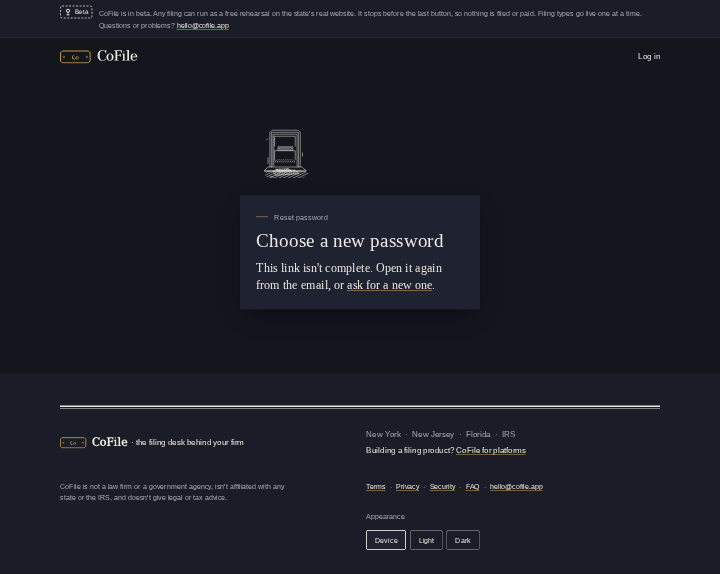 Beta
CoFile is in beta. Any filing can run as a free rehearsal on the state's real website. It stops before the last button, so nothing is filed or paid. Filing types go live one at a time.
Questions or problems? hello@cofile.app
Co CoFile
Log in
Reset password
Choose a new password
This link isn't complete. Open it again
from the email, or ask for a new one.
Co CoFile · the filing desk behind your firm
New York · New Jersey · Florida · IRS
Building a filing product? CoFile for platforms
CoFile is not a law firm or a government agency, isn't affiliated with any
state or the IRS, and doesn't give legal or tax advice.
Terms · Privacy · Security · FAQ · hello@cofile.app
Appearance
Device Light Dark